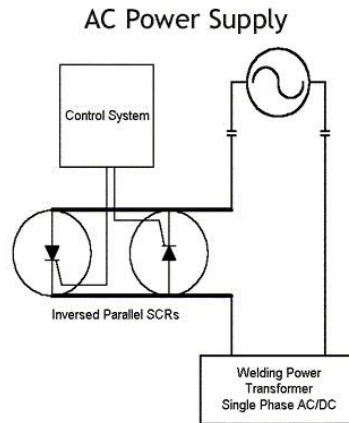 AC Power Supply
Control System
Inversed Parallel SCRs
Welding Power
Transformer
Single Phase AC/DC